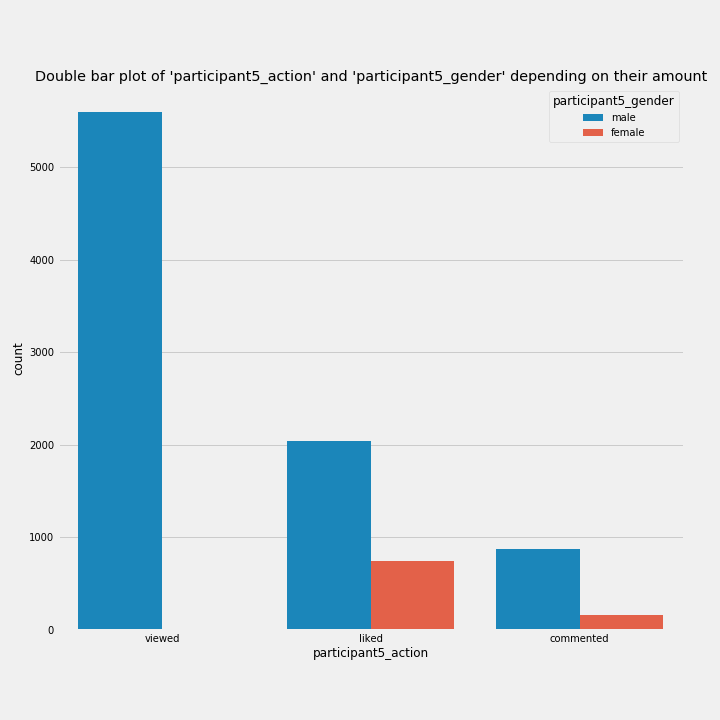 Double bar plot of 'participant5_action' and 'participant5_gender' depending on their amount
participant5_gender
male
female
5000
4000
3000
2000
1000
0
count
viewed
liked
commented
participant5_action